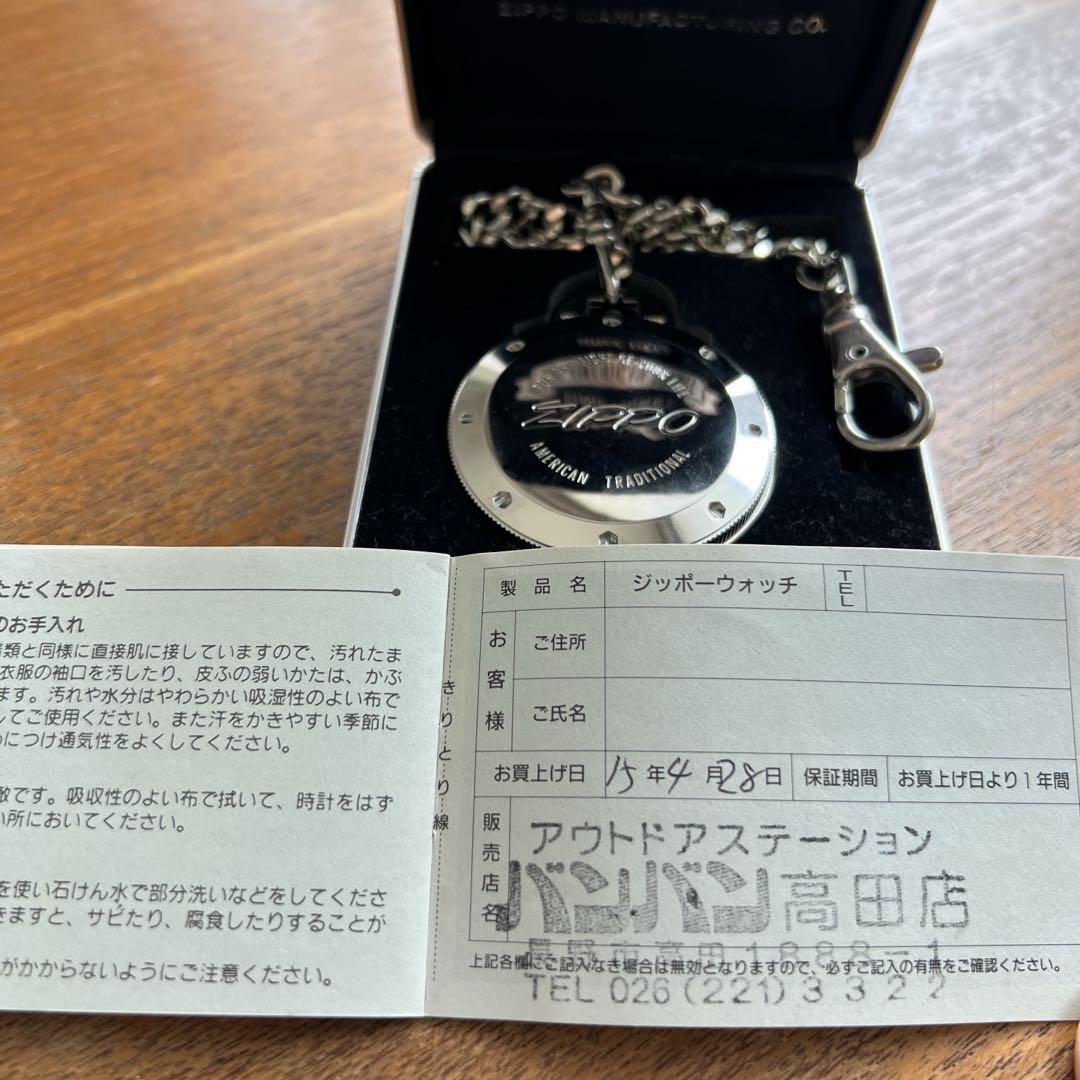 ZIPPO MANUFACTURING CO.
Zippo
AMERICAN TRADITIONAL
ただくために
のお手入れ
類と同様に直接肌に接していますので、汚れたま
衣服の袖口を汚したり、皮ふの弱いかたは、かぶ
ます。汚れや水分はやわらかい吸湿性のよい布で
してご使用ください。また汗をかきやすい季節に
につけ通気性をよくしてください。
敵です。吸収性のよい布で拭いて、時計をはず
い所においてください。
を使い石けん水で部分洗いなどをしてくださ
きますと、サビたり、腐食したりすることが
がかからないようにご注意ください。
きりとり線
製品名 ジッポーウォッチ TEL
お客様 ご住所
ご氏名
お買上げ日 15年4月28日 保証期間 お買上げ日より1年間
販売店名
アウトドアステーション
バンバン高田店
長野市高田1888-1
上記各欄にご記入なき場合は無効となりますので、必ずご記入の有無をご確認ください。
TEL 026(221)3322